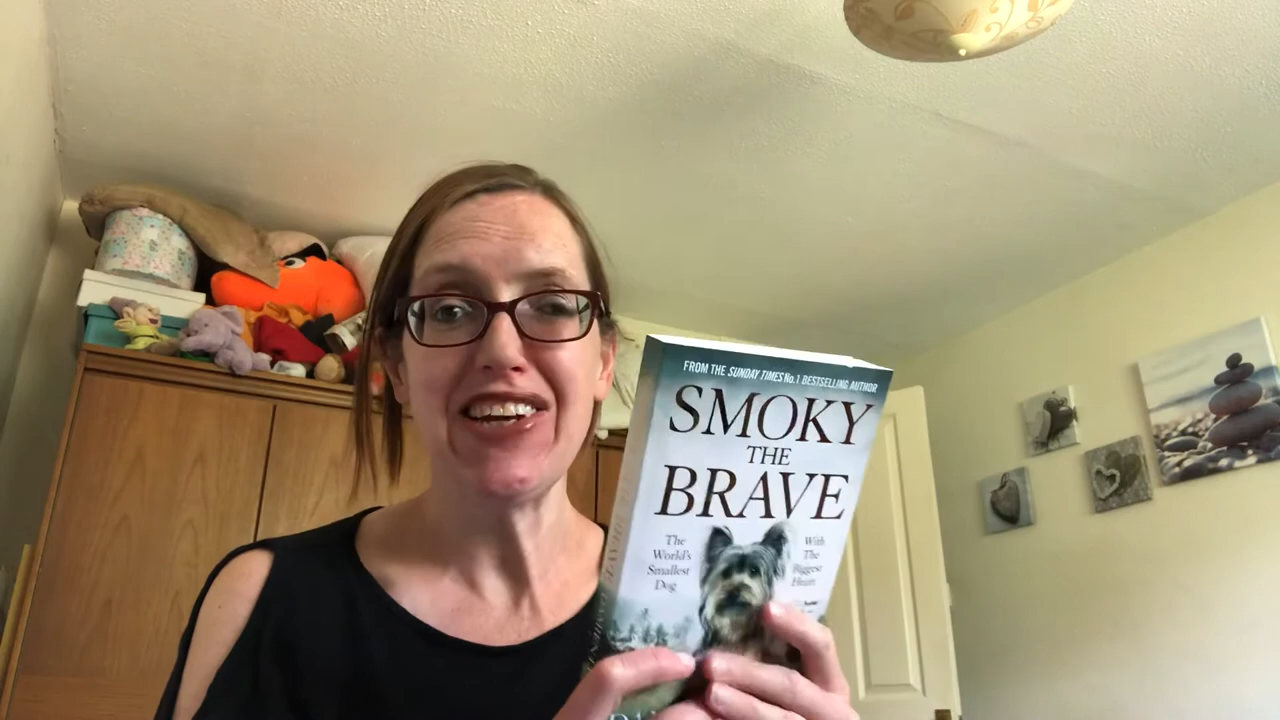 FROM THE SUNDAY TIMES No.1 BESTSELLING AUTHOR
SMOKY
THE
BRAVE
The
World's
Smallest
Dog
With
The
Biggest
Heart